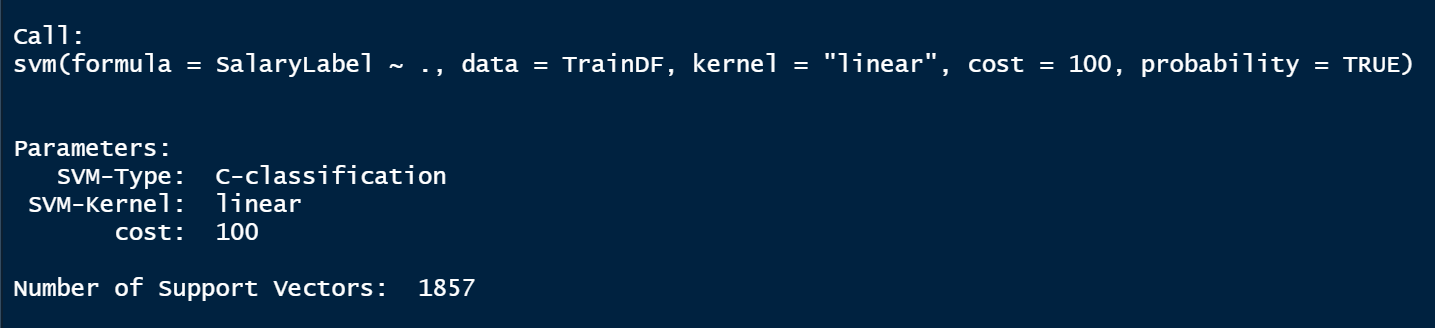 Call:
svm(formula = SalaryLabel ~ ., data = TrainDF, kernel = "linear", cost = 100, probability = TRUE)
Parameters:
SVM-Type: C-classification
SVM-Kernel: linear
cost: 100
Number of Support Vectors: 1857